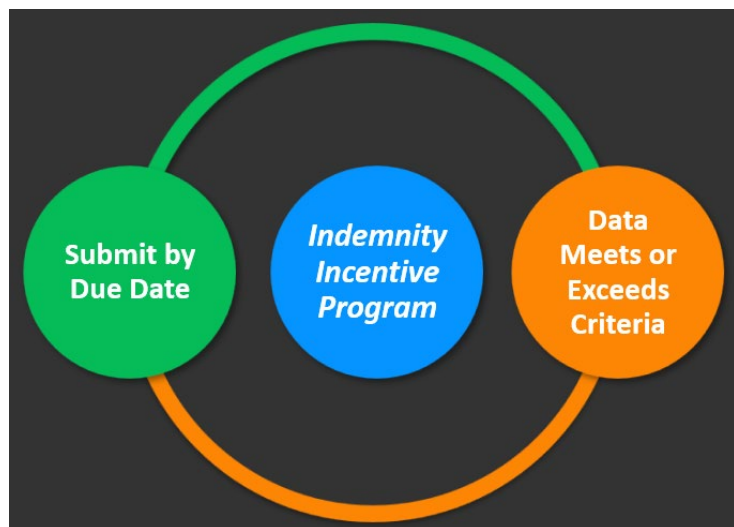 Submit by
Due Date
Indemnity
Incentive
Program
Data
Meets or
Exceeds
Criteria